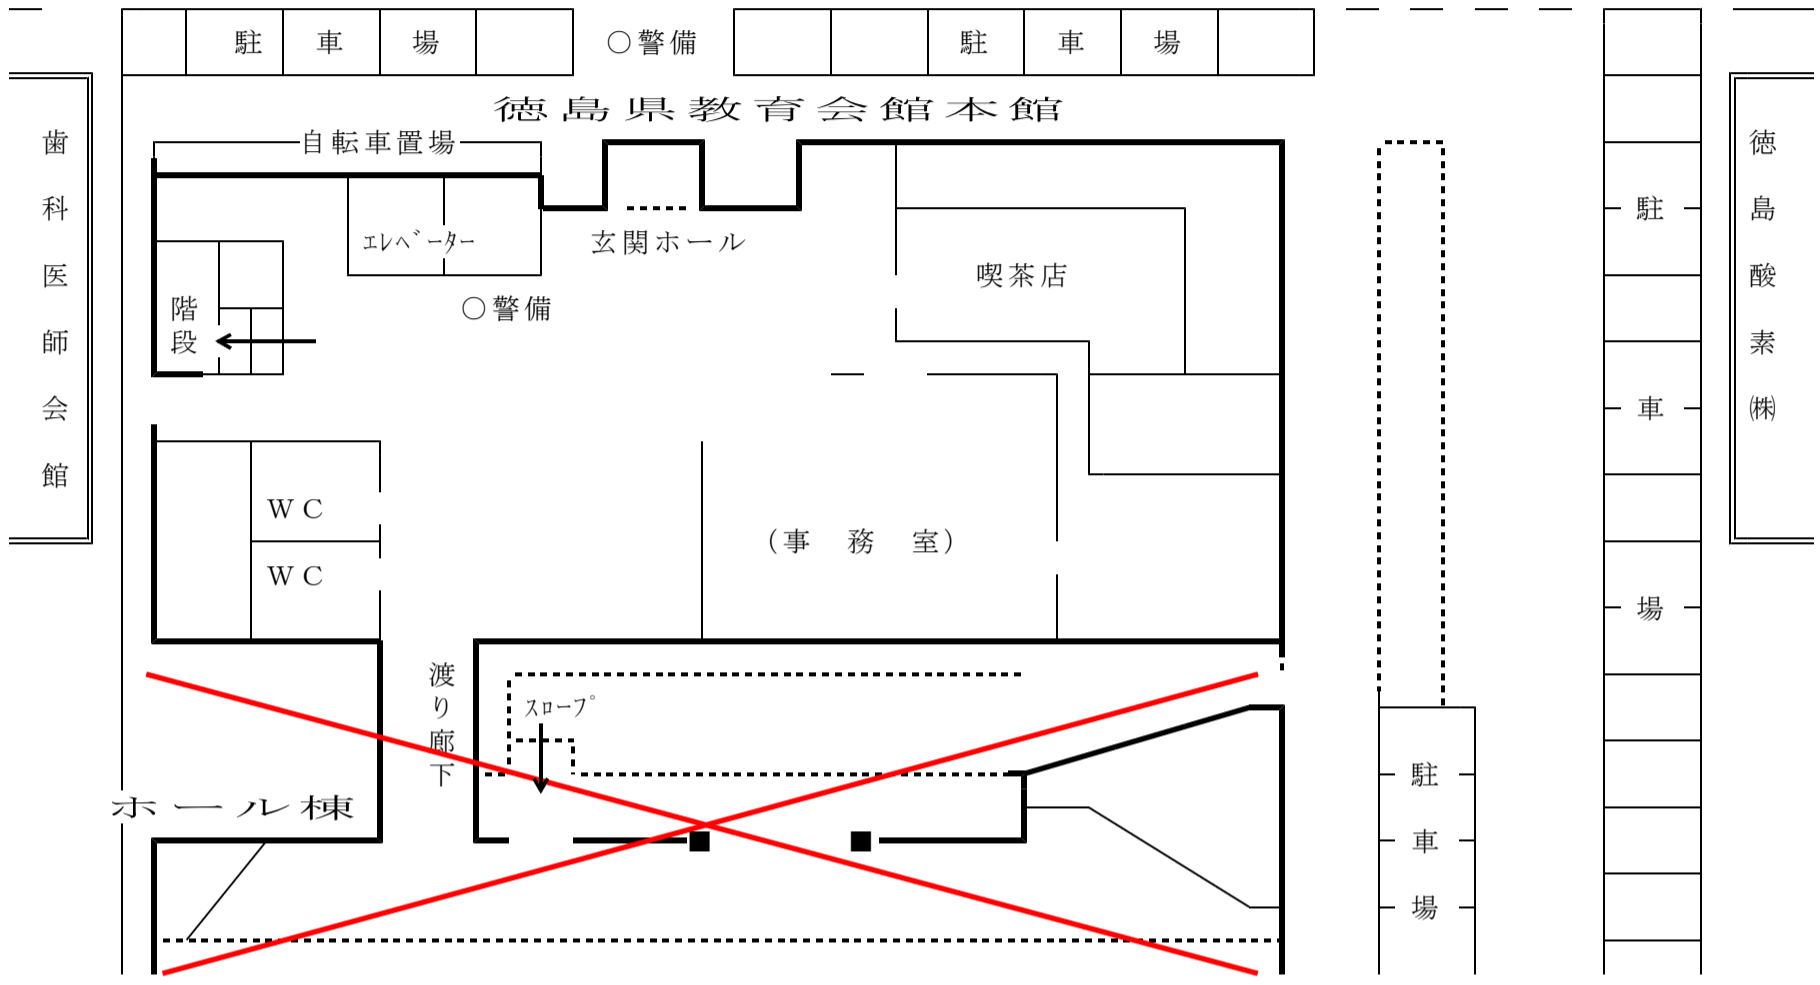 駐車場
○警備
駐車場
徳島県教育会館本館
自転車置場
歯科医師会館
エレベーター
玄関ホール
喫茶店
階段
○警備
ＷＣ
ＷＣ
（事　務　室）
渡り廊下
スロープ
ホール棟
駐車場
駐車場
徳島酸素㈱